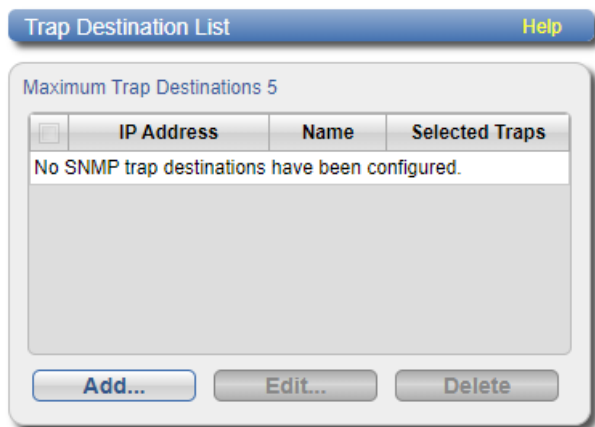 Trap Destination List Help
Maximum Trap Destinations 5
IP Address Name Selected Traps
No SNMP trap destinations have been configured.
Add... Edit... Delete